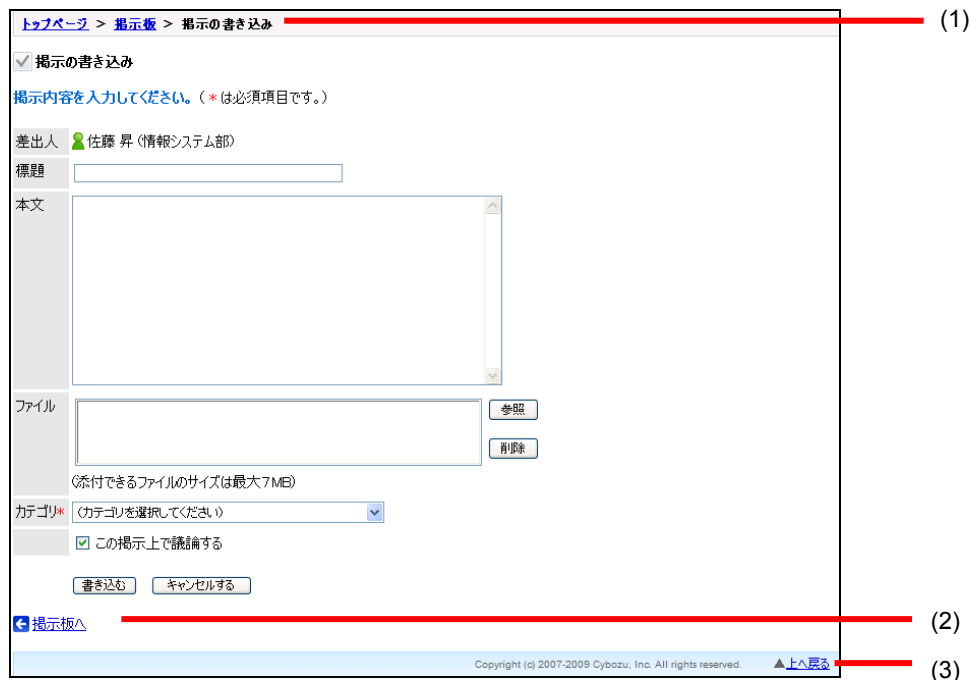 トップページ > 掲示板 > 掲示の書き込み
(1)
掲示の書き込み
掲示内容を入力してください。(*は必須項目です。)
差出人 佐藤 昇 (情報システム部)
標題
本文
ファイル
参照
削除
(添付できるファイルのサイズは最大7MB)
カテゴリ* (カテゴリを選択してください)
この掲示上で議論する
書き込む キャンセルする
掲示板へ
(2)
Copyright (c) 2007-2009 Cybozu, Inc. All rights reserved. ▲上へ戻る
(3)